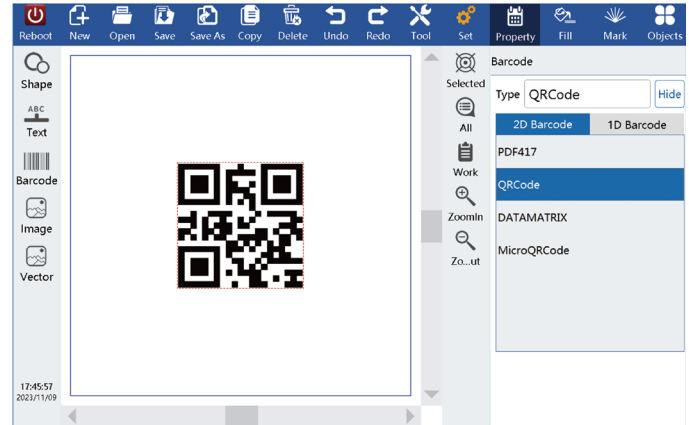 Reboot New Open Save Save As Copy Delete Undo Redo Tool Set Property Fill Mark Objects
Shape
ABC
Text
Barcode
Image
Vector
17:45:57
2023/11/09
Selected
All
Work
ZoomIn
Zo...ut
Barcode
Type QRCode Hide
2D Barcode 1D Barcode
PDF417
QRCode
DATAMATRIX
MicroQRCode